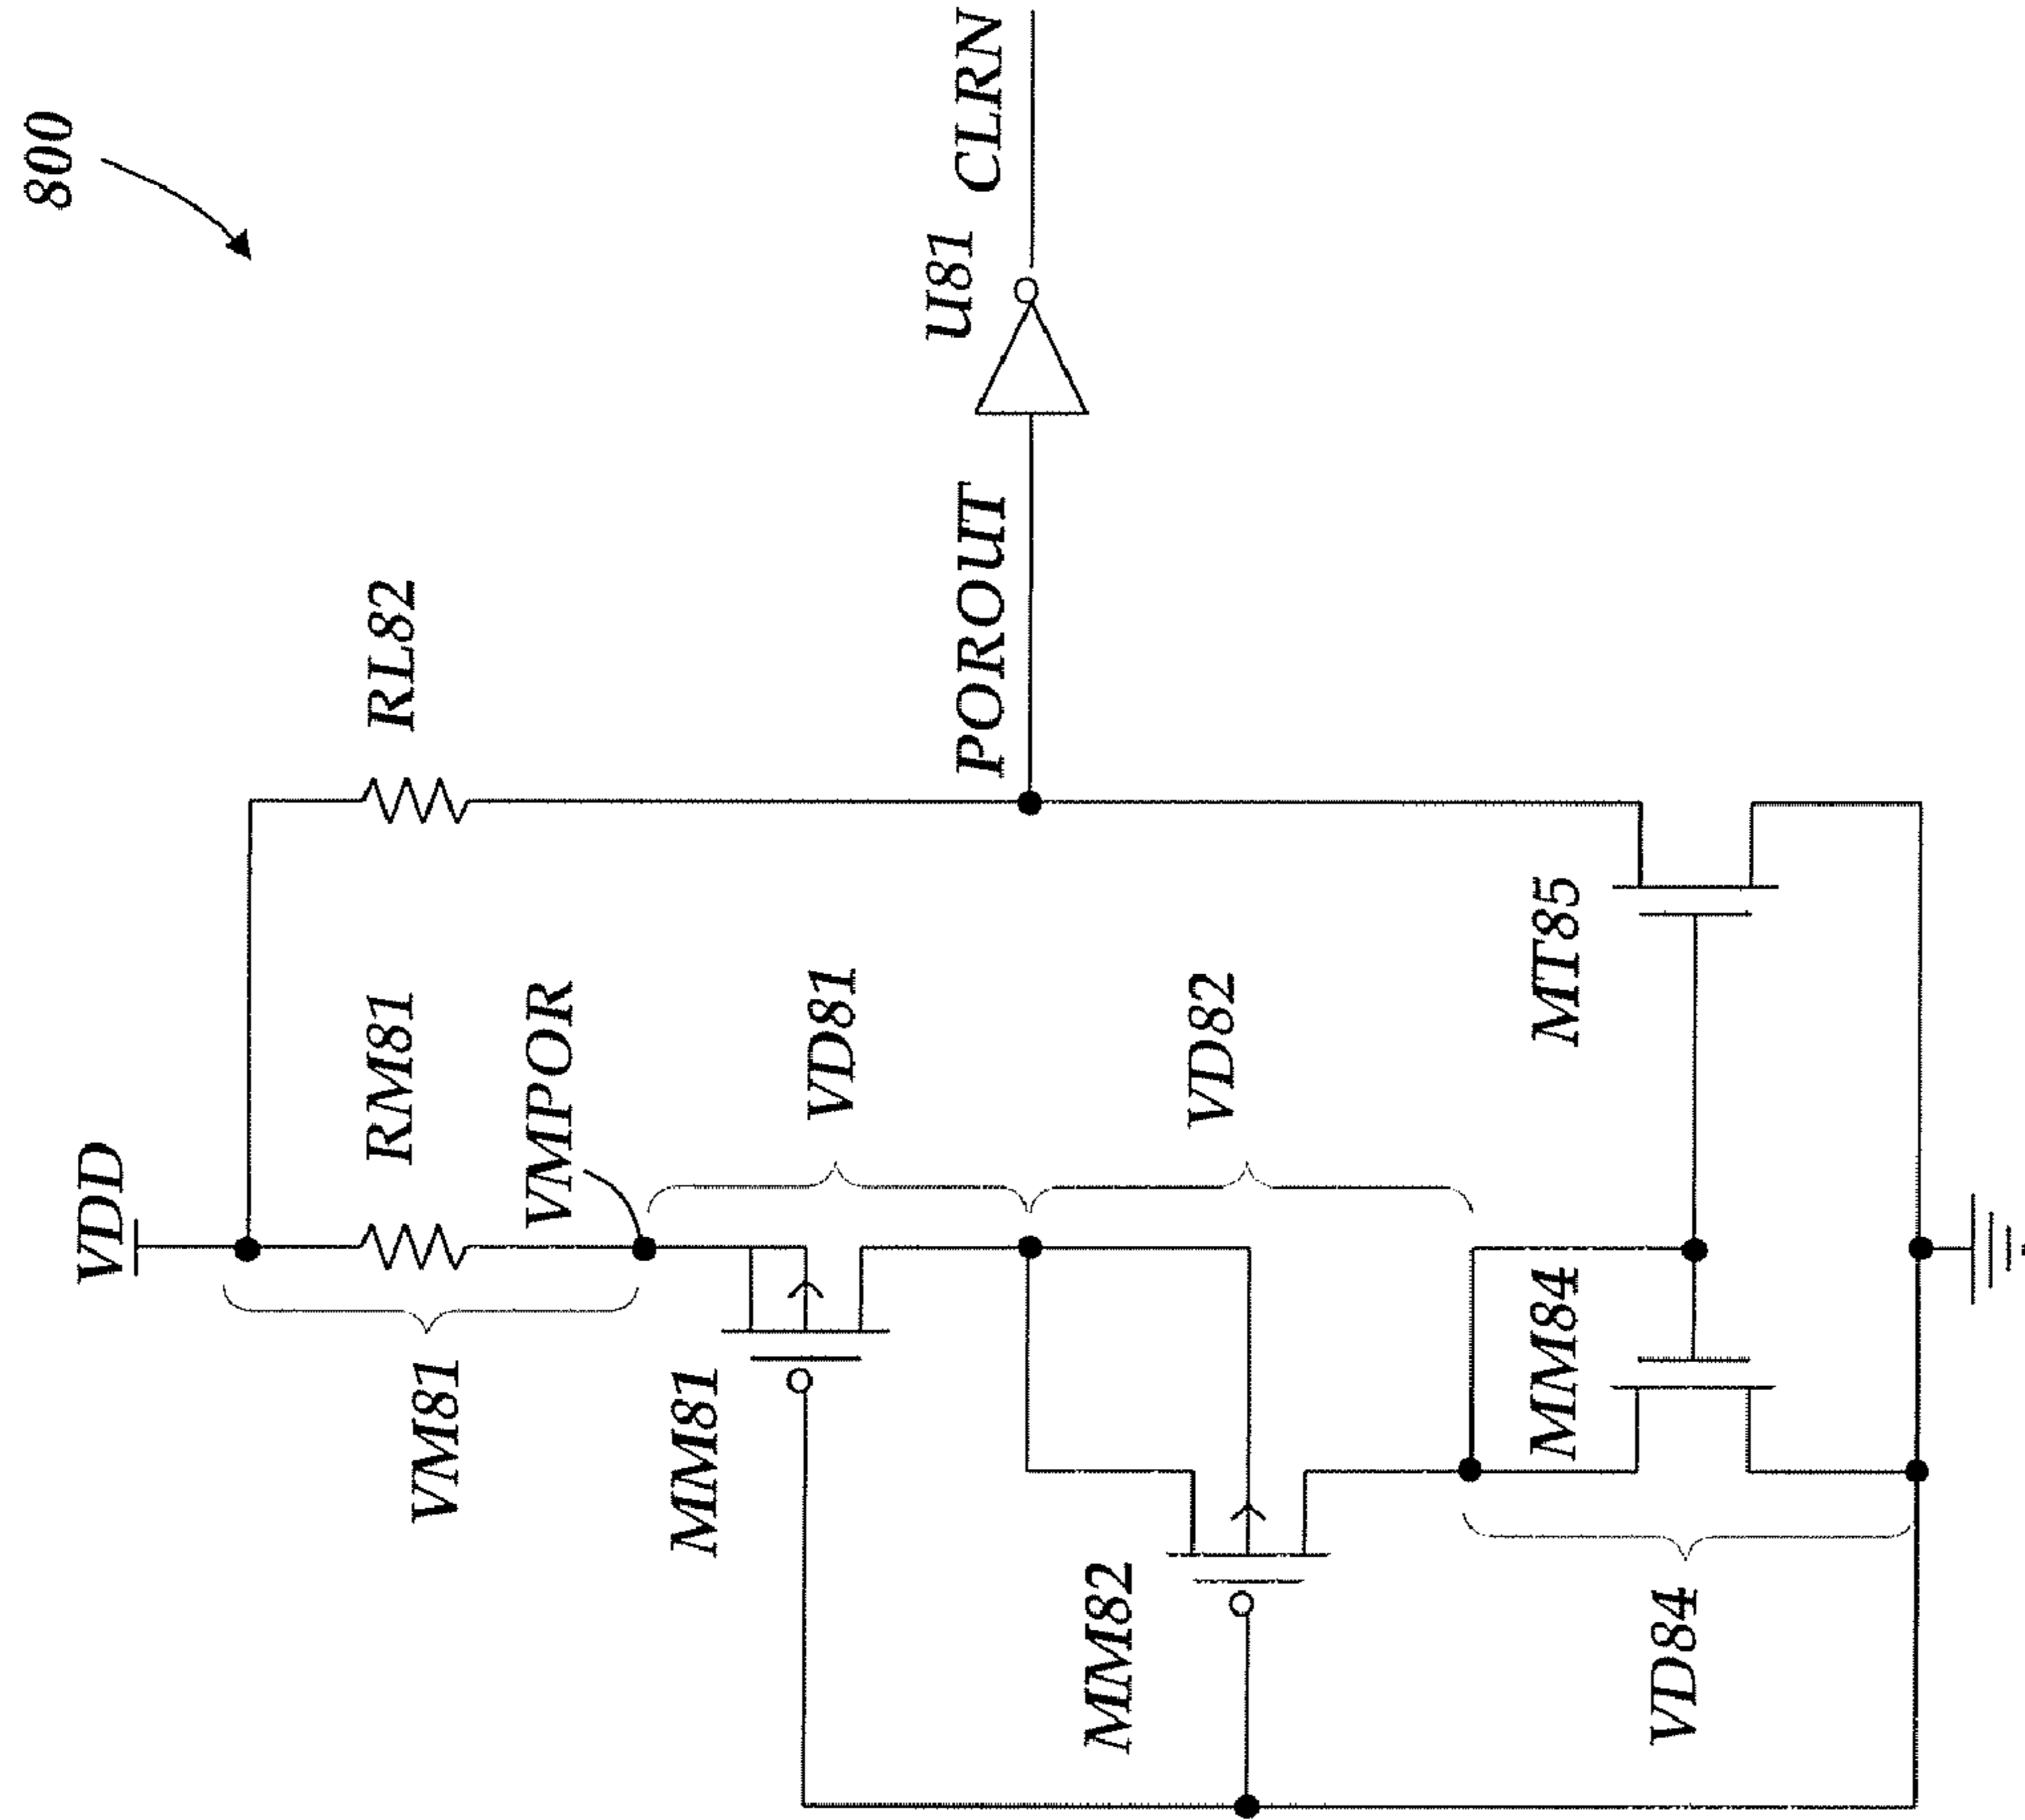 800
VDD
RM81
RL82
VM81
VMPOR
MM81
VD81
POROUT
U81
CLRN
MM82
VD82
MM84
MT85
VD84